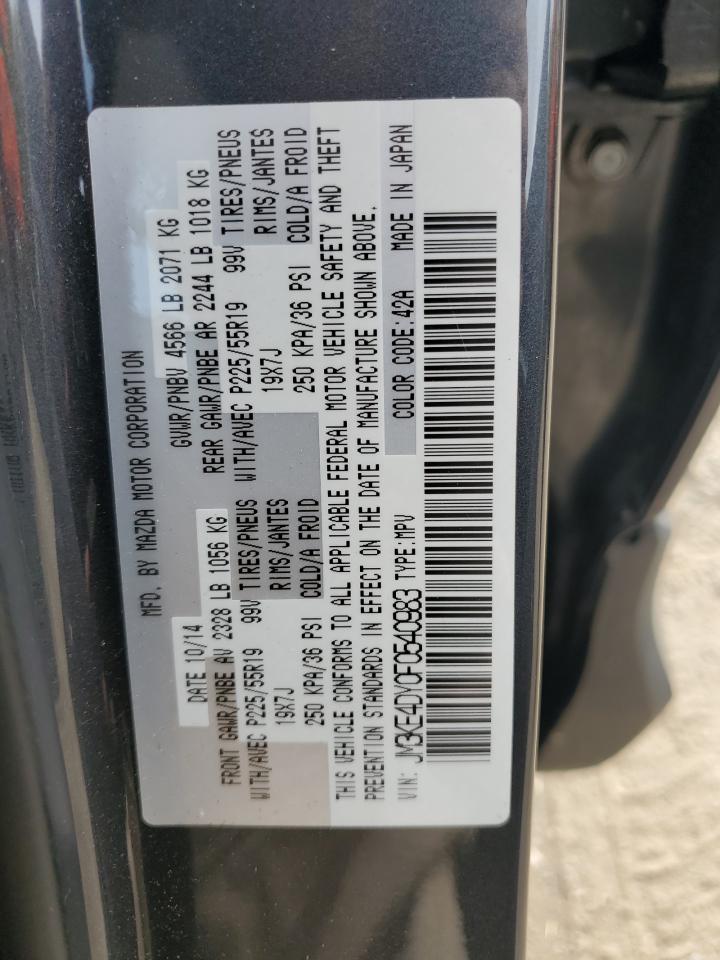 MFD. BY MAZDA MOTOR CORPORATION
DATE 10/14 GVWR/PNBV 4566 LB 2071 KG
FRONT GAWR/PNBE AV 2328 LB 1056 KG REAR GAWR/PNBE AR 2244 LB 1018 KG
WITH/AVEC P225/55R19 99V TIRES/PNEUS WITH/AVEC P225/55R19 99V TIRES/PNEUS
19X7J RIMS/JANTES 19X7J RIMS/JANTES
250 KPA/36 PSI COLD/A FROID 250 KPA/36 PSI COLD/A FROID
THIS VEHICLE CONFORMS TO ALL APPLICABLE FEDERAL MOTOR VEHICLE SAFETY AND THEFT
PREVENTION STANDARDS IN EFFECT ON THE DATE OF MANUFACTURE SHOWN ABOVE.
VIN: JM3KE4DY0F0540983 TYPE:MPV COLOR CODE:42A MADE IN JAPAN